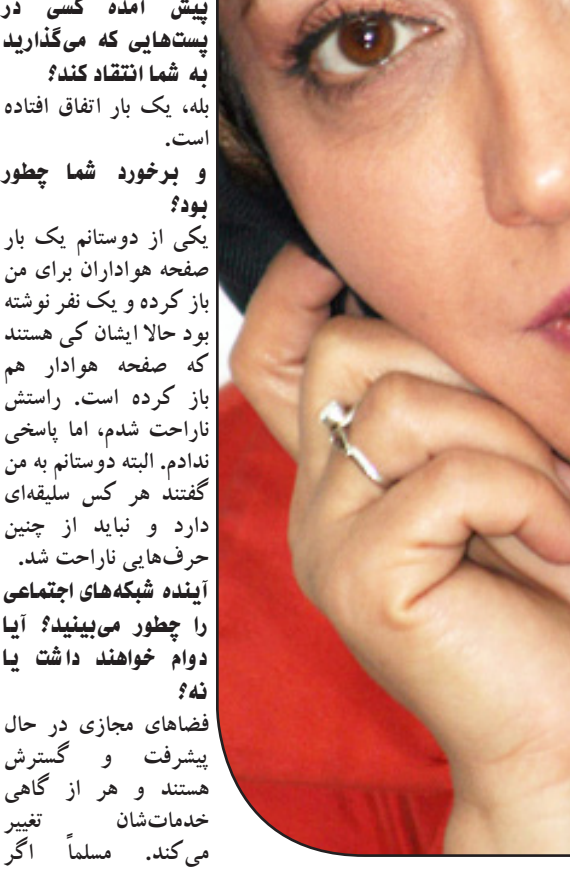 پیش آمده کسی در
پست‌هایی که می‌گذارید
به شما انتقاد کند؟
بله، یک بار اتفاق افتاده
است.
و برخورد شما چطور
بود؟
یکی از دوستانم یک بار
صفحه هواداران برای من
باز کرده و یک نفر نوشته
بود حالا ایشان کی هستند
که صفحه هوادار هم
باز کرده است. راستش
ناراحت شدم، اما پاسخی
ندادم. البته دوستانم به من
گفتند هر کس سلیقه‌ای
دارد و نباید از چنین
حرف‌هایی ناراحت شد.
آینده شبکه‌های اجتماعی
را چطور می‌بینید؟ آیا
دوام خواهند داشت یا
نه؟
فضاهای مجازی در حال
پیشرفت و گسترش
هستند و هر از گاهی
خدمات‌شان تغییر
می‌کند. مسلماً اگر